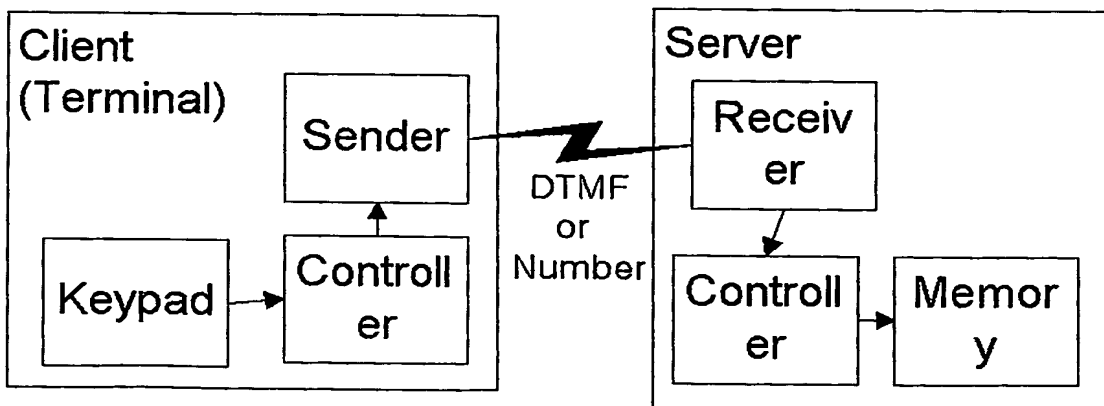 Client
(Terminal)
Sender
Keypad
Controll
er
DTMF
or
Number
Server
Receiv
er
Controll
er
Memor
y